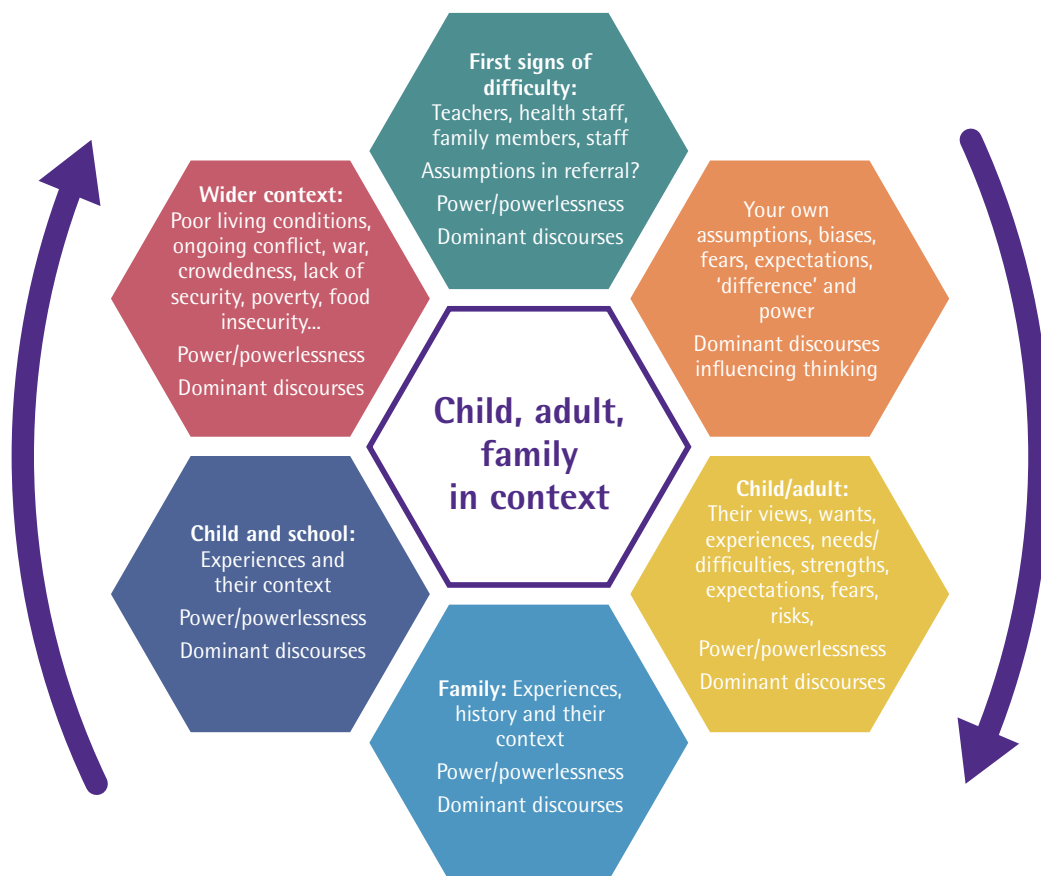 First signs of
difficulty:
Teachers, health staff,
family members, staff
Assumptions in referral?
Power/powerlessness
Dominant discourses
Your own
assumptions, biases,
fears, expectations,
'difference' and
power
Dominant discourses
influencing thinking
Child/adult:
Their views, wants,
experiences, needs/
difficulties, strengths,
expectations, fears,
risks,
Power/powerlessness
Dominant discourses
Family: Experiences,
history and their
context
Power/powerlessness
Dominant discourses
Child and school:
Experiences and
their context
Power/powerlessness
Dominant discourses
Wider context:
Poor living conditions,
ongoing conflict, war,
crowdedness, lack of
security, poverty, food
insecurity...
Power/powerlessness
Dominant discourses
Child, adult,
family
in context